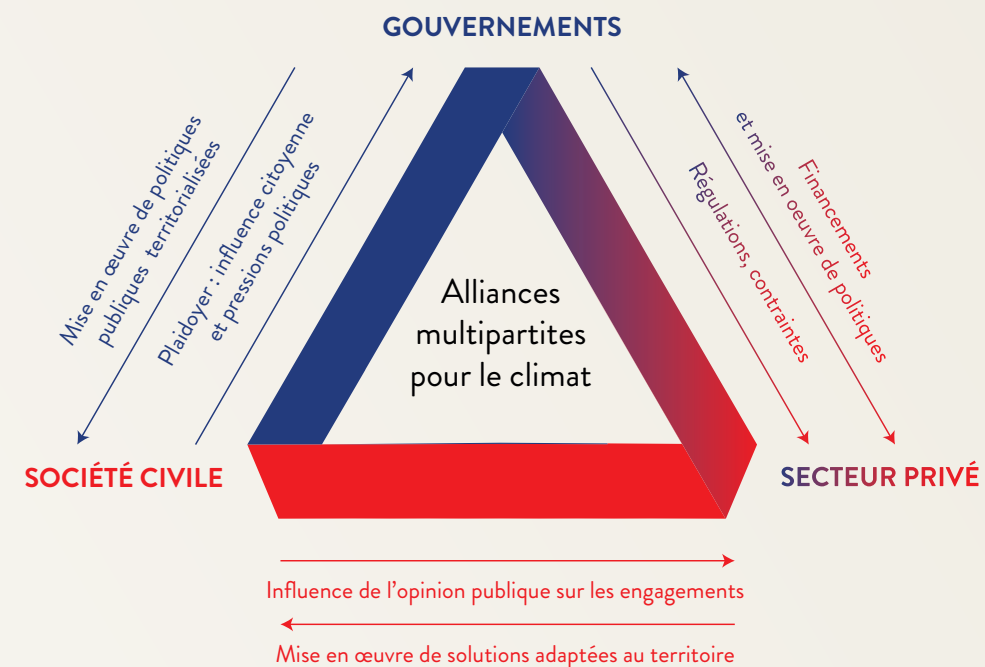 GOUVERNEMENTS
Mise en œuvre de politiques
publiques territorialisées
Plaidoyer : influence citoyenne
et pressions politiques
Régulations, contraintes
Financements
et mise en oeuvre de politiques
Alliances
multipartites
pour le climat
SOCIÉTÉ CIVILE
SECTEUR PRIVÉ
Influence de l’opinion publique sur les engagements
Mise en œuvre de solutions adaptées au territoire